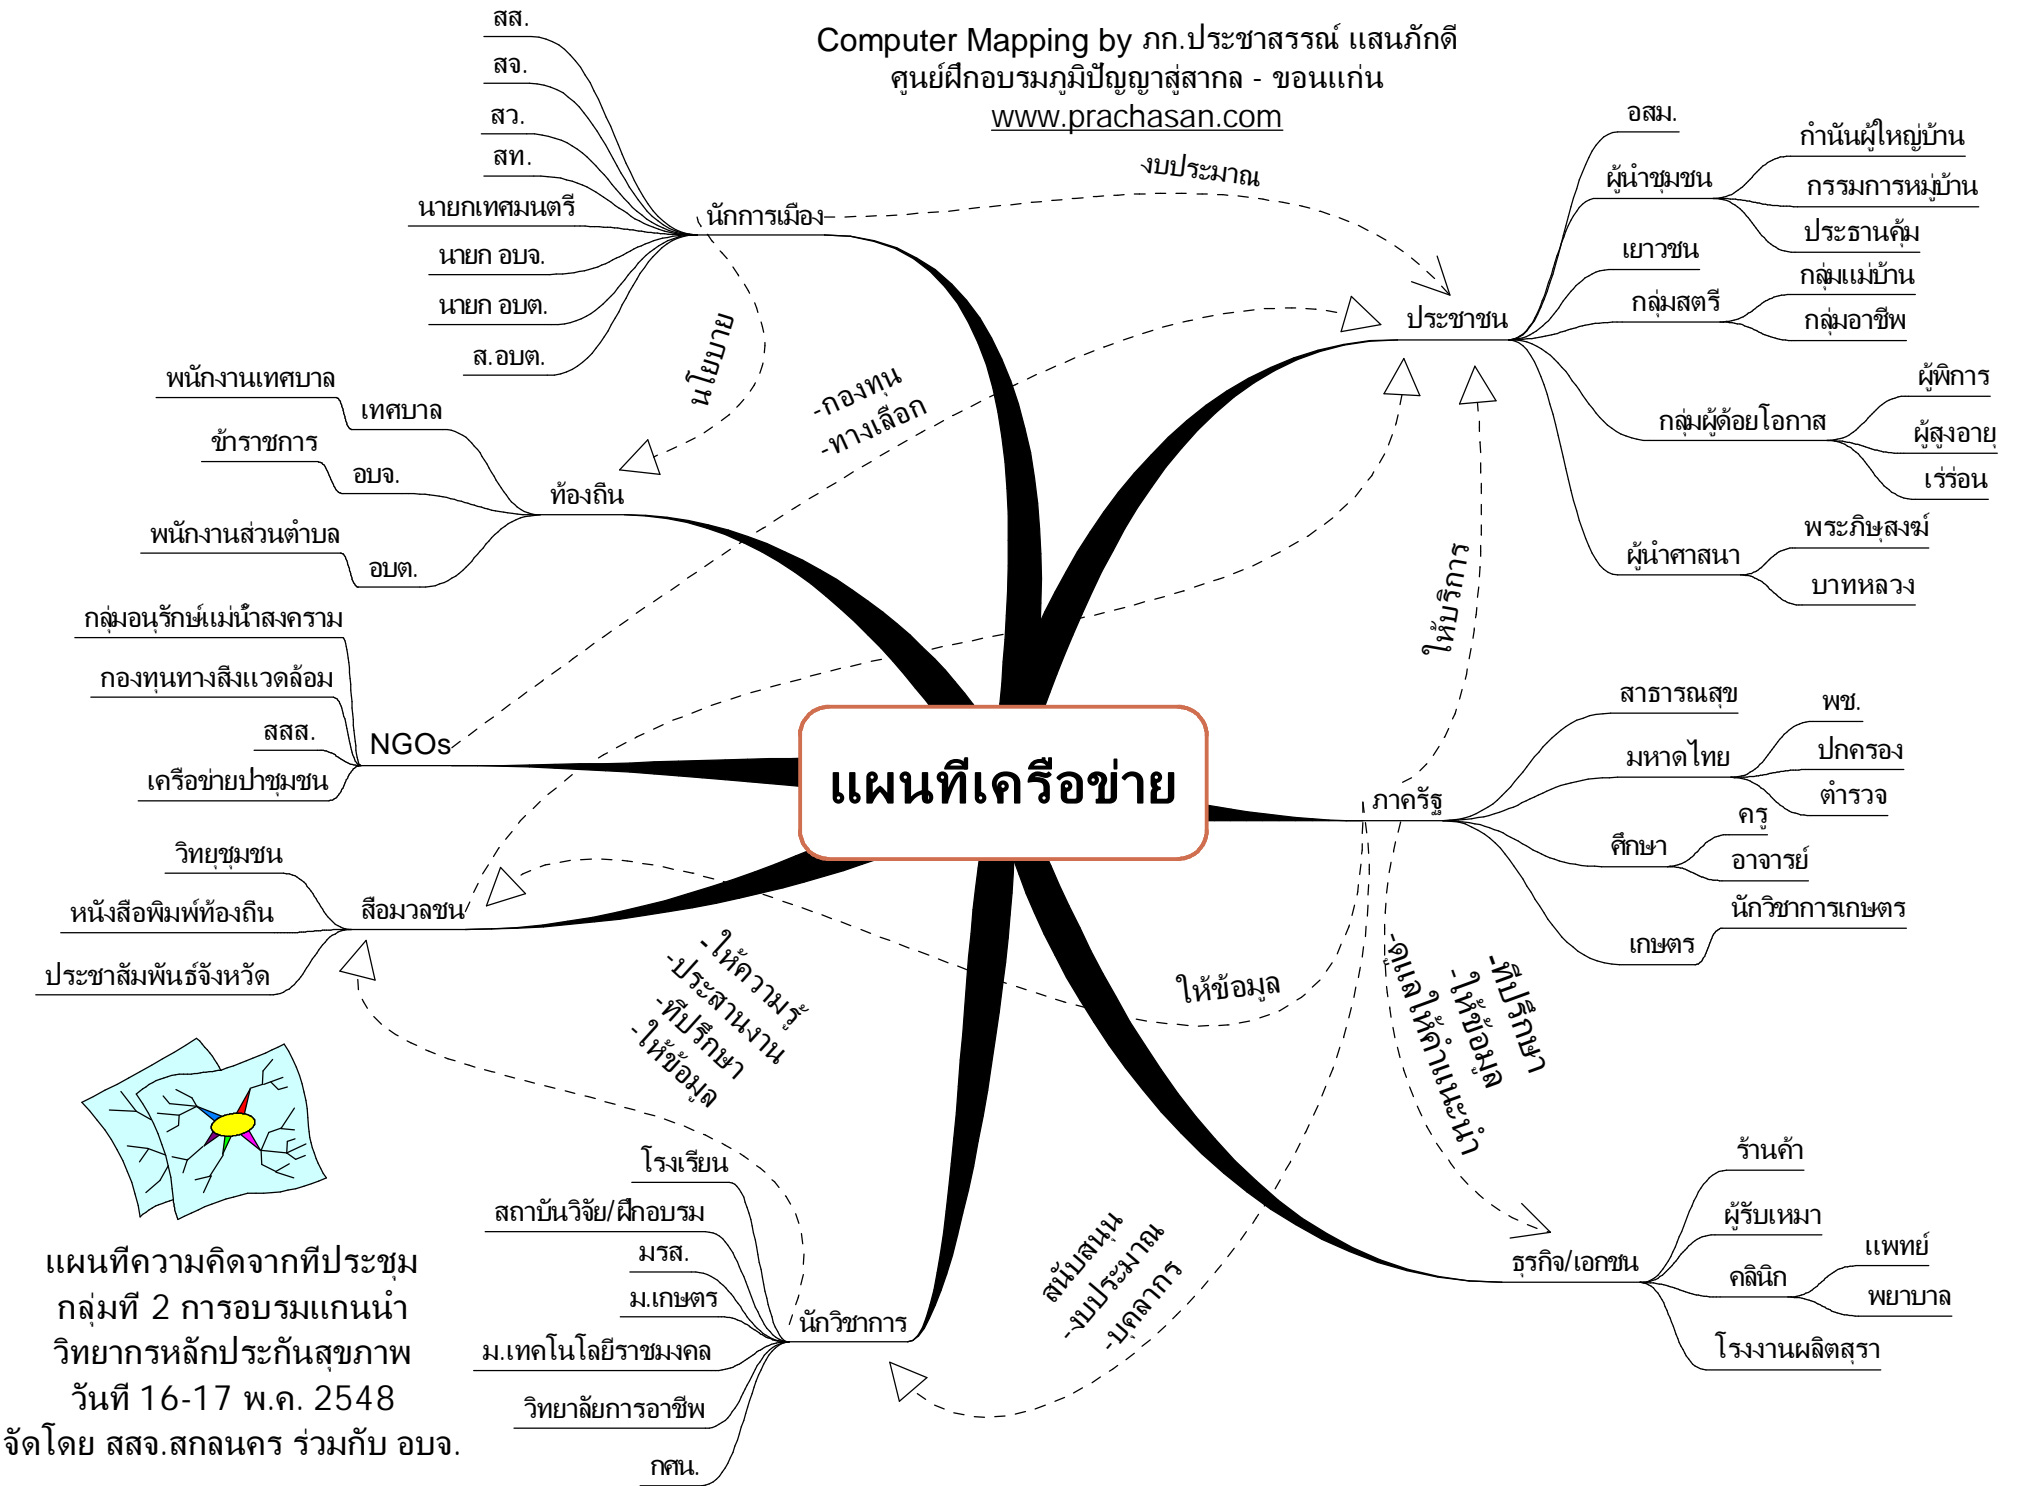 Computer Mapping by ภก.ประชาสรรณ์ แสนภักดี
ศูนย์ฝึกอบรมภูมิปัญญาสู่สากล - ขอนแก่น
www.prachasan.com
แผนที่เครือข่าย
นักการเมือง
สส.
สจ.
สว.
สท.
นายกเทศมนตรี
นายก อบจ.
นายก อบต.
ส.อบต.
งบประมาณ
นโยบาย
ท้องถิ่น
เทศบาล
พนักงานเทศบาล
อบจ.
ข้าราชการ
อบต.
พนักงานส่วนตำบล
-กองทุน
-ทางเลือก
NGOs
กลุ่มอนุรักษ์แม่น้ำสงคราม
กองทุนทางสิ่งแวดล้อม
สสส.
เครือข่ายป่าชุมชน
สื่อมวลชน
วิทยุชุมชน
หนังสือพิมพ์ท้องถิ่น
ประชาสัมพันธ์จังหวัด
-ให้ความรู้
-ประสานงาน
-ที่ปรึกษา
-ให้ข้อมูล
นักวิชาการ
โรงเรียน
สถาบันวิจัย/ฝึกอบรม
มรส.
ม.เกษตร
ม.เทคโนโลยีราชมงคล
วิทยาลัยการอาชีพ
กศน.
ประชาชน
อสม.
ผู้นำชุมชน
กำนันผู้ใหญ่บ้าน
กรรมการหมู่บ้าน
ประธานคุ้ม
เยาวชน
กลุ่มสตรี
กลุ่มแม่บ้าน
กลุ่มอาชีพ
กลุ่มผู้ด้อยโอกาส
ผู้พิการ
ผู้สูงอายุ
เร่ร่อน
ผู้นำศาสนา
พระภิษุสงฆ์
บาทหลวง
ให้บริการ
ภาครัฐ
สาธารณสุข
มหาดไทย
พช.
ปกครอง
ตำรวจ
ศึกษา
ครู
อาจารย์
เกษตร
นักวิชาการเกษตร
ให้ข้อมูล
-ที่ปรึกษา
-ให้ข้อมูล
-ดูแลให้คำแนะนำ
สนับสนุน
-งบประมาณ
-บุคลากร
ธุรกิจ/เอกชน
ร้านค้า
ผู้รับเหมา
คลินิก
แพทย์
พยาบาล
โรงงานผลิตสุรา
แผนที่ความคิดจากที่ประชุม
กลุ่มที่ 2 การอบรมแกนนำ
วิทยากรหลักประกันสุขภาพ
วันที่ 16-17 พ.ค. 2548
จัดโดย สสจ.สกลนคร ร่วมกับ อบจ.